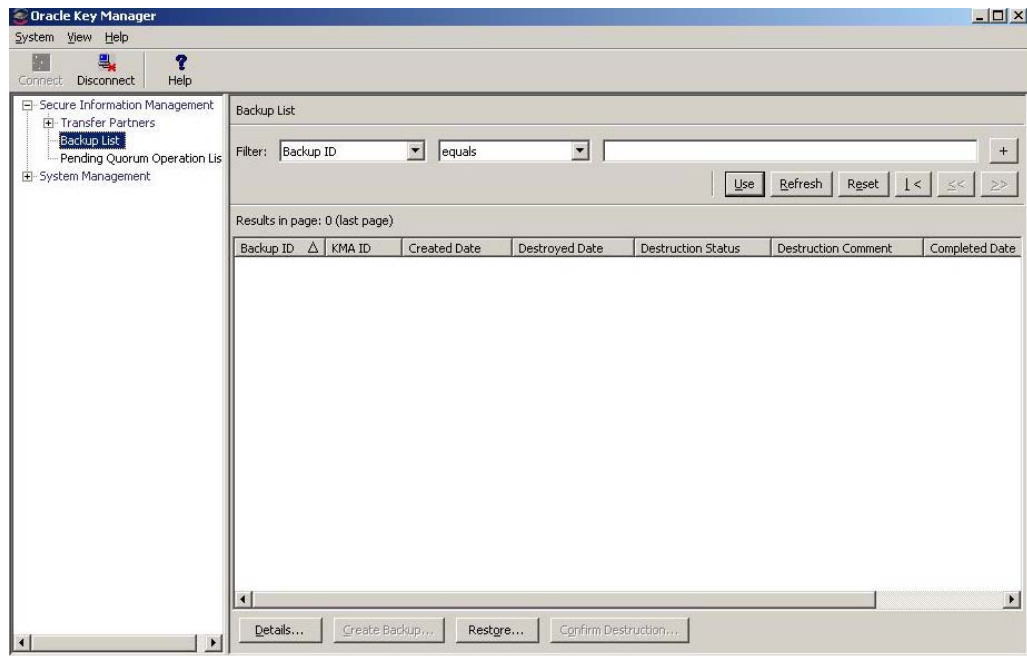 Oracle Key Manager
System View Help
Connect Disconnect Help
Secure Information Management
Transfer Partners
Backup List
Pending Quorum Operation Lis
System Management
Backup List
Filter: Backup ID equals +
Use Refresh Reset |< << >>
Results in page: 0 (last page)
Backup ID KMA ID Created Date Destroyed Date Destruction Status Destruction Comment Completed Date
Details... Create Backup... Restore... Confirm Destruction...